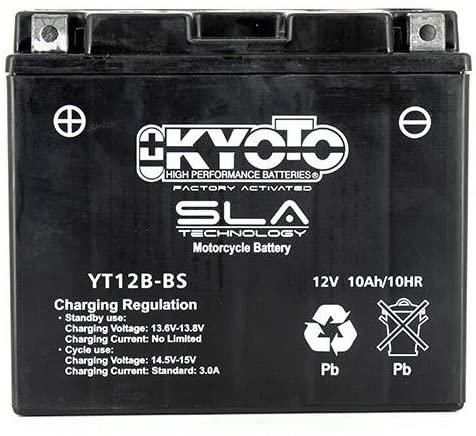 KYOTO
HIGH PERFORMANCE BATTERIES
FACTORY ACTIVATED
SLA
TECHNOLOGY
Motorcycle Battery
YT12B-BS
12V 10Ah/10HR
Charging Regulation
• Standby use:
Charging Voltage: 13.6V-13.8V
Charging Current: No Limited
• Cycle use:
Charging Voltage: 14.5V-15V
Charging Current: Standard: 3.0A
Pb
Pb